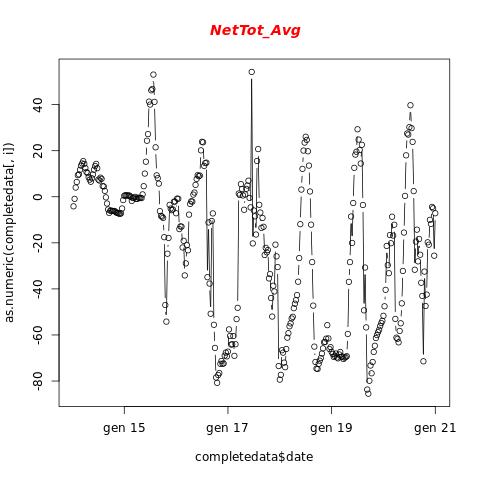 NetTot_Avg
as.numeric(completedata[, i])
40
20
0
-20
-40
-60
-80
gen 15
gen 17
gen 19
gen 21
completedata$date